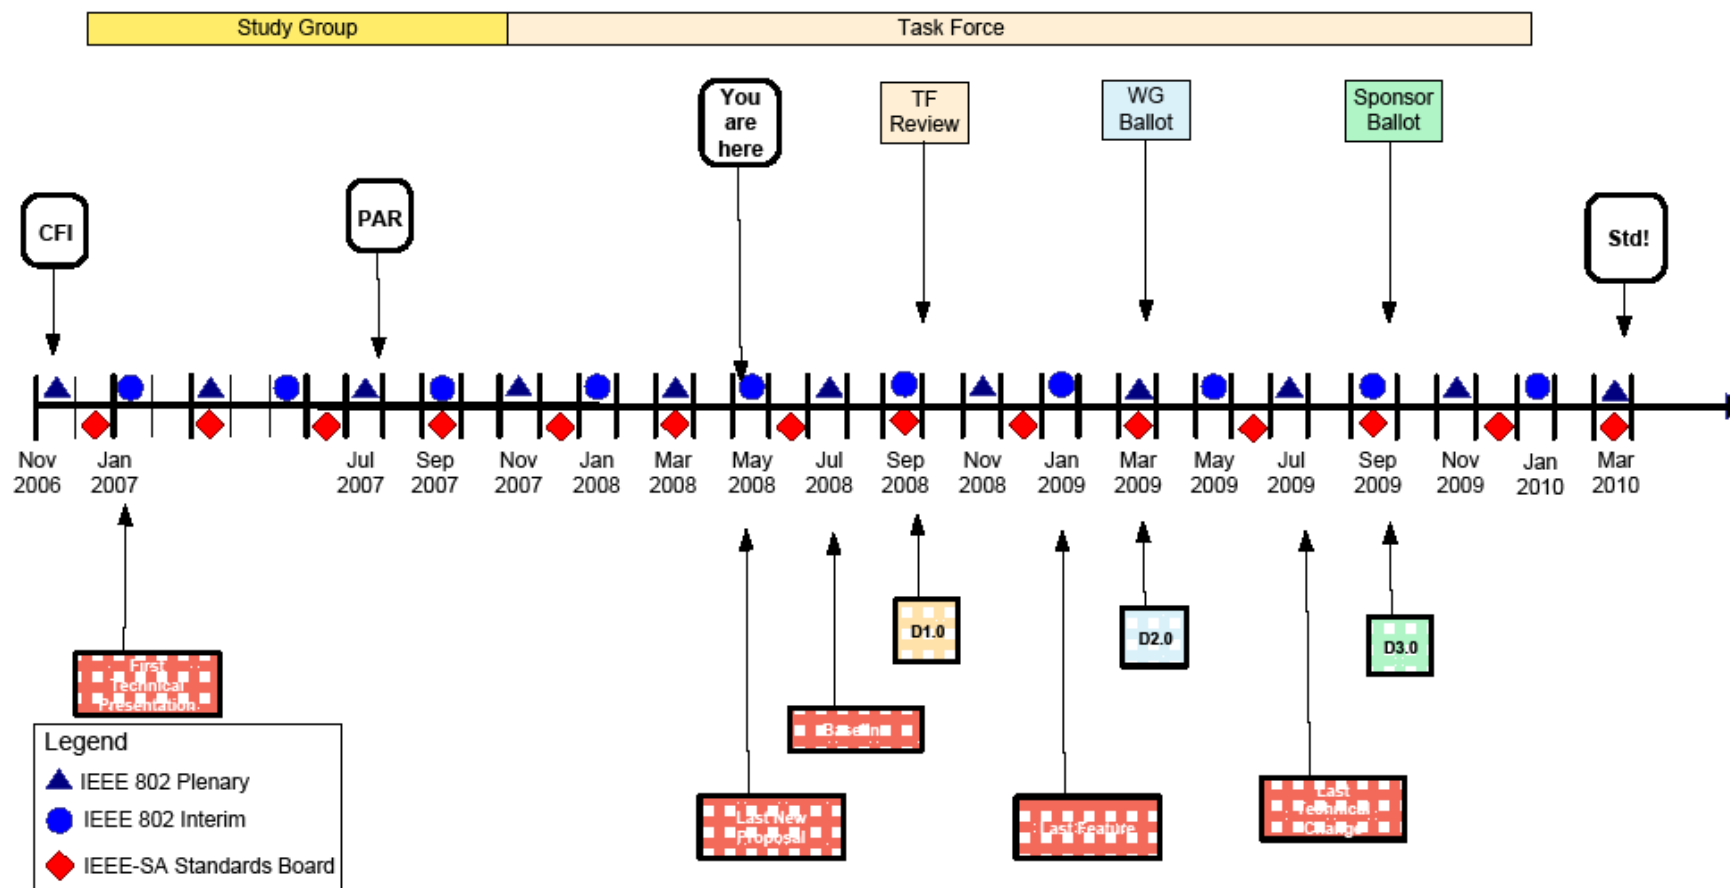 Study Group
Task Force
You
are
here
TF
Review
WG
Ballot
Sponsor
Ballot
CFI
PAR
Std!
Nov
2006
Jan
2007
Jul
2007
Sep
2007
Nov
2007
Jan
2008
Mar
2008
May
2008
Jul
2008
Sep
2008
Nov
2008
Jan
2009
Mar
2009
May
2009
Jul
2009
Sep
2009
Nov
2009
Jan
2010
Mar
2010
First
Technical
Presentation
D1.0
D2.0
D3.0
Baseline
Last New
Proposal
Last Feature
Last
Technical
Change
Legend
IEEE 802 Plenary
IEEE 802 Interim
IEEE-SA Standards Board